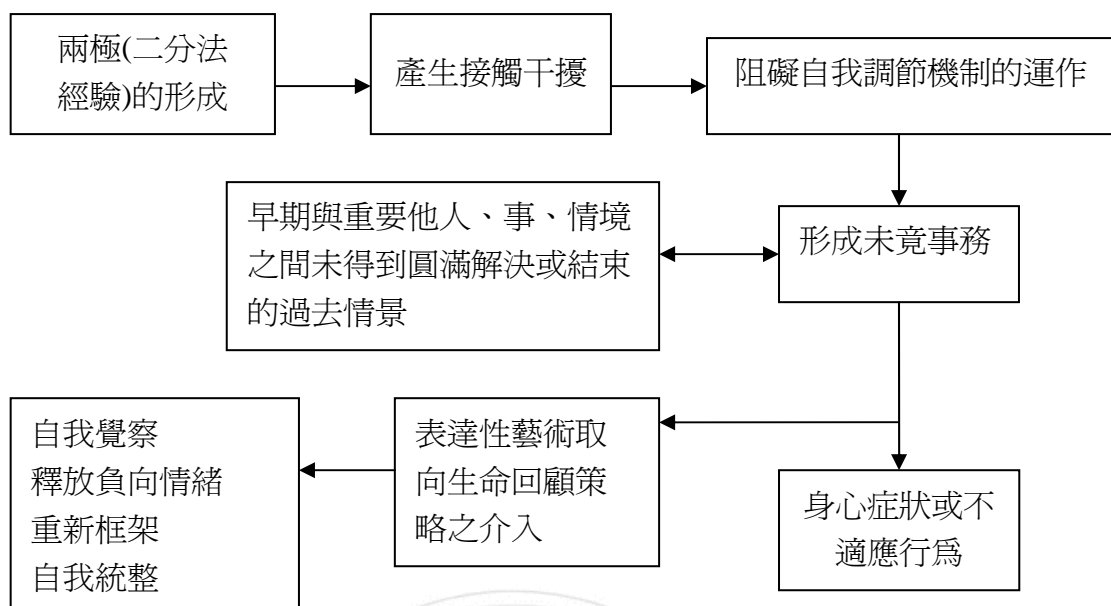 兩極(二分法
經驗)的形成
產生接觸干擾
阻礙自我調節機制的運作
早期與重要他人、事、情境
之間未得到圓滿解決或結束
的過去情景
形成未竟事務
自我覺察
釋放負向情緒
重新框架
自我統整
表達性藝術取
向生命回顧策
略之介入
身心症狀或不
適應行為